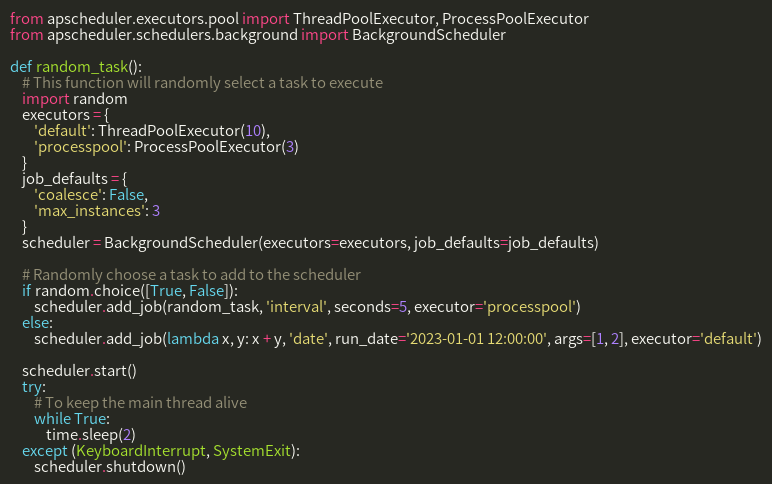 from apscheduler.executors.pool import ThreadPoolExecutor, ProcessPoolExecutor
from apscheduler.schedulers.background import BackgroundScheduler

def random_task():
    # This function will randomly select a task to execute
    import random
    executors = {
        'default': ThreadPoolExecutor(10),
        'processpool': ProcessPoolExecutor(3)
    }
    job_defaults = {
        'coalesce': False,
        'max_instances': 3
    }
    scheduler = BackgroundScheduler(executors=executors, job_defaults=job_defaults)

    # Randomly choose a task to add to the scheduler
    if random.choice([True, False]):
        scheduler.add_job(random_task, 'interval', seconds=5, executor='processpool')
    else:
        scheduler.add_job(lambda x, y: x + y, 'date', run_date='2023-01-01 12:00:00', args=[1, 2], executor='default')

    scheduler.start()
    try:
        # To keep the main thread alive
        while True:
            time.sleep(2)
    except (KeyboardInterrupt, SystemExit):
        scheduler.shutdown()